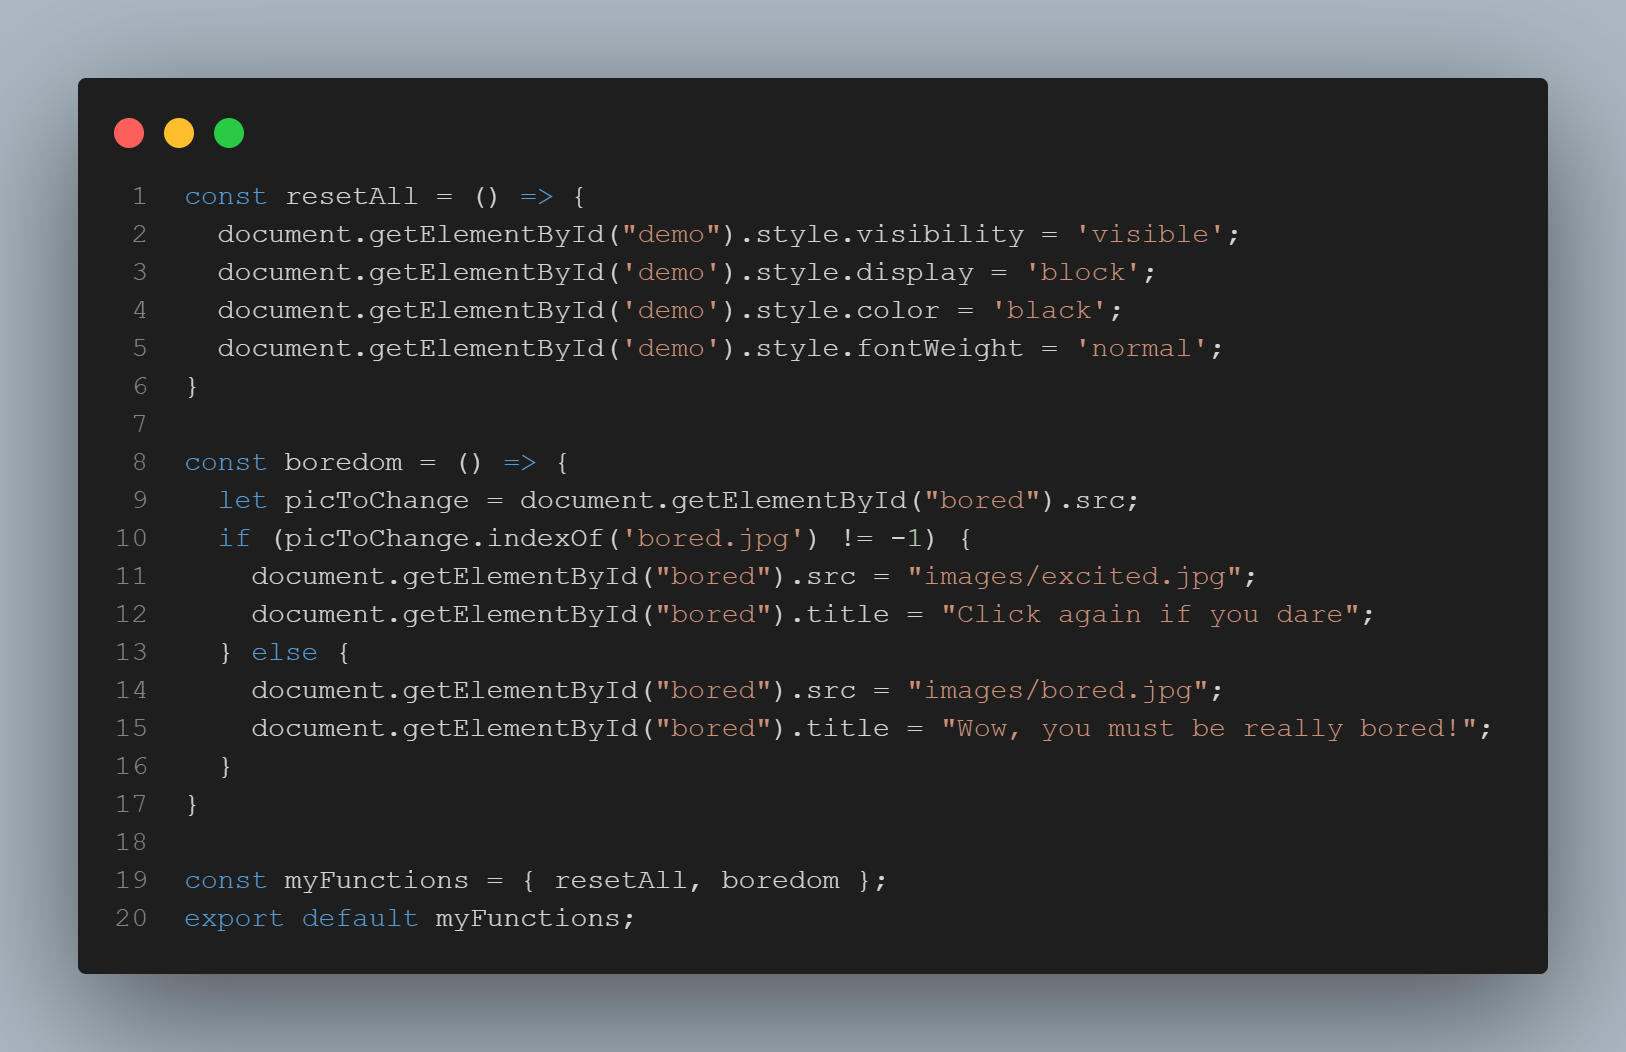 1 const resetAll = () => {
2   document.getElementById("demo").style.visibility = 'visible';
3   document.getElementById('demo').style.display = 'block';
4   document.getElementById('demo').style.color = 'black';
5   document.getElementById('demo').style.fontWeight = 'normal';
6 }
7
8 const boredom = () => {
9   let picToChange = document.getElementById("bored").src;
10   if (picToChange.indexOf('bored.jpg') != -1) {
11     document.getElementById("bored").src = "images/excited.jpg";
12     document.getElementById("bored").title = "Click again if you dare";
13   } else {
14     document.getElementById("bored").src = "images/bored.jpg";
15     document.getElementById("bored").title = "Wow, you must be really bored!";
16   }
17 }
18
19 const myFunctions = { resetAll, boredom };
20 export default myFunctions;